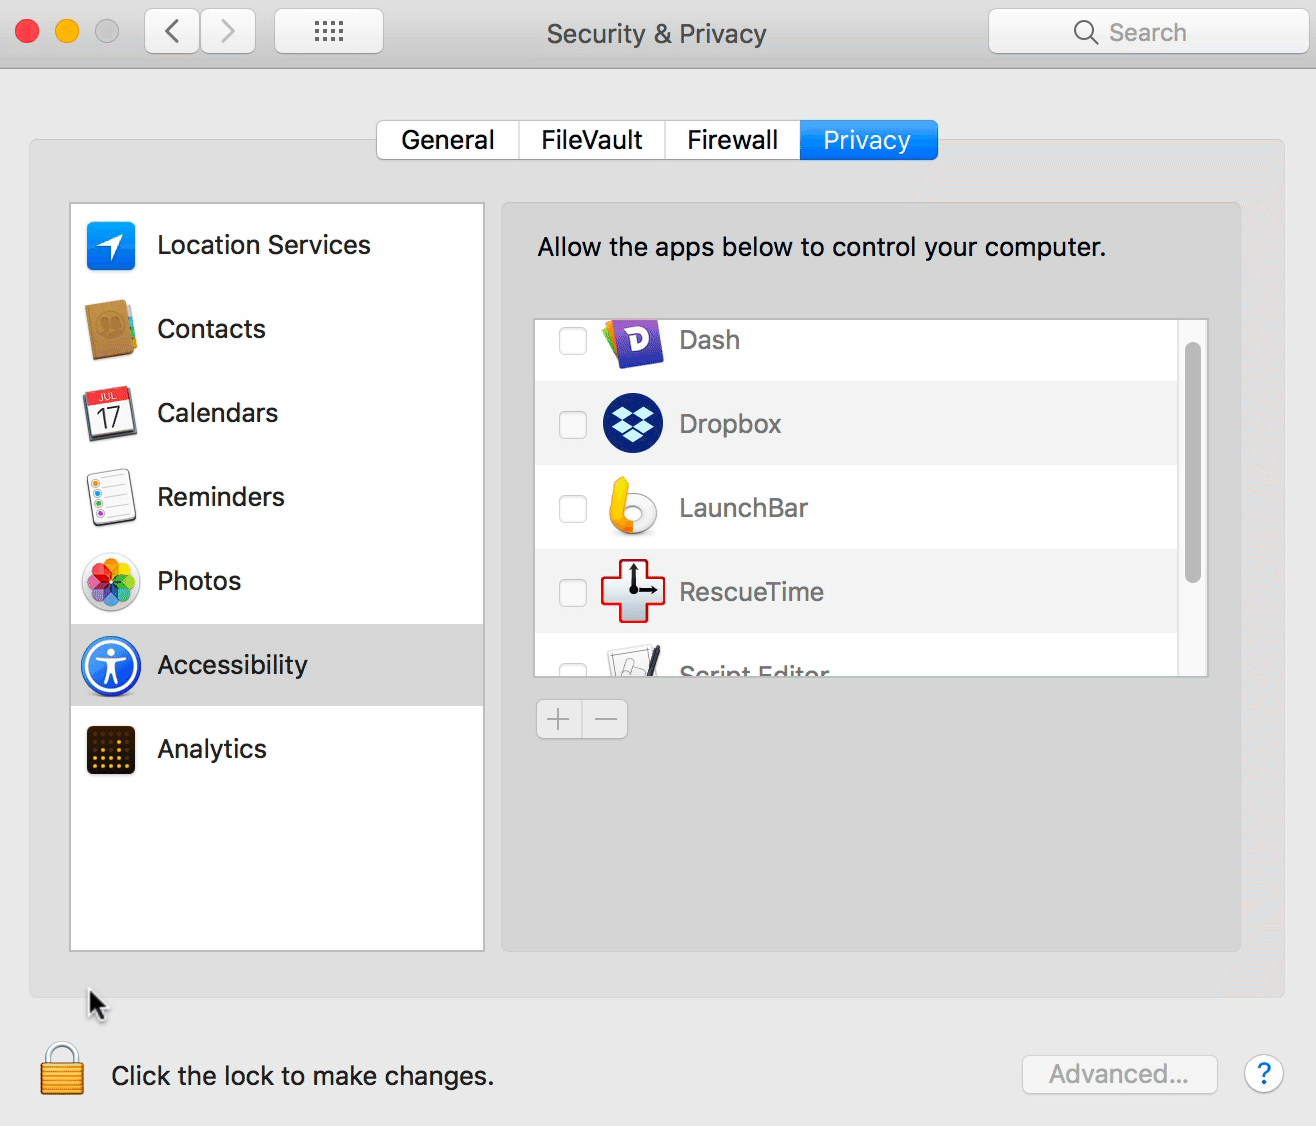 Security & Privacy
Search
General
FileVault
Firewall
Privacy
Location Services
Contacts
JUL
17
Calendars
Reminders
Photos
Accessibility
Analytics
Allow the apps below to control your computer.
D
Dash
Dropbox
LaunchBar
RescueTime
Script Editor
Click the lock to make changes.
Advanced...
?